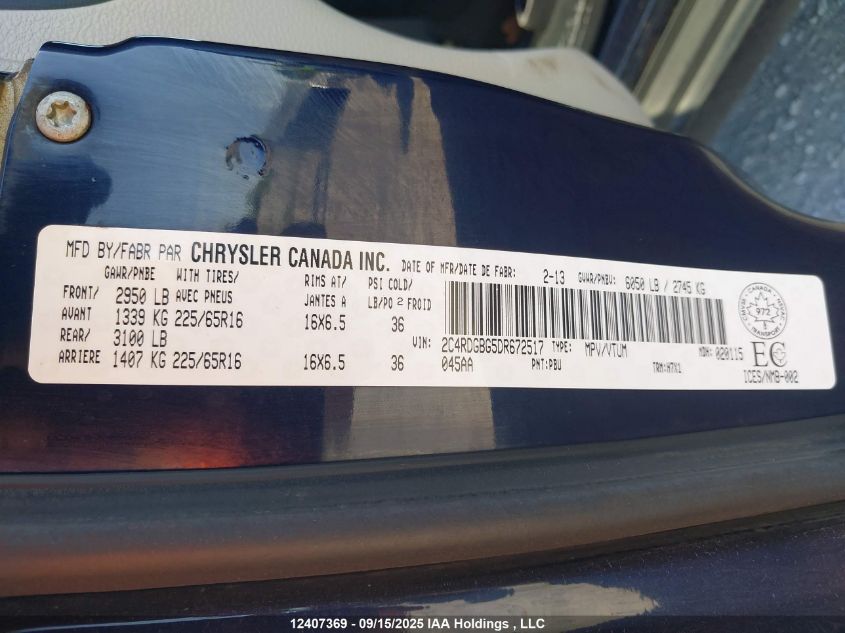 MFD BY/FABR PAR CHRYSLER CANADA INC. DATE OF MFR/DATE DE FABR: 2-13 GVWR/PNBV: 6050 LB / 2745 KG
GAWR/PNBE WITH TIRES/ RIMS AT/ PSI COLD/
FRONT/ 2950 LB AVEC PNEUS JANTES A LB/PO 2 FROID
AVANT 1339 KG 225/65R16 16X6.5 36
REAR/ 3100 LB
ARRIERE 1407 KG 225/65R16 16X6.5 36
VIN: 2C4RDGBG5DR672517 TYPE: MPV/VTUM MDH: 020115
045AA PNT:PBU TRM:H7X1
CANADA
972
EC
ICES/NMB-002
12407369 - 09/15/2025 IAA Holdings , LLC